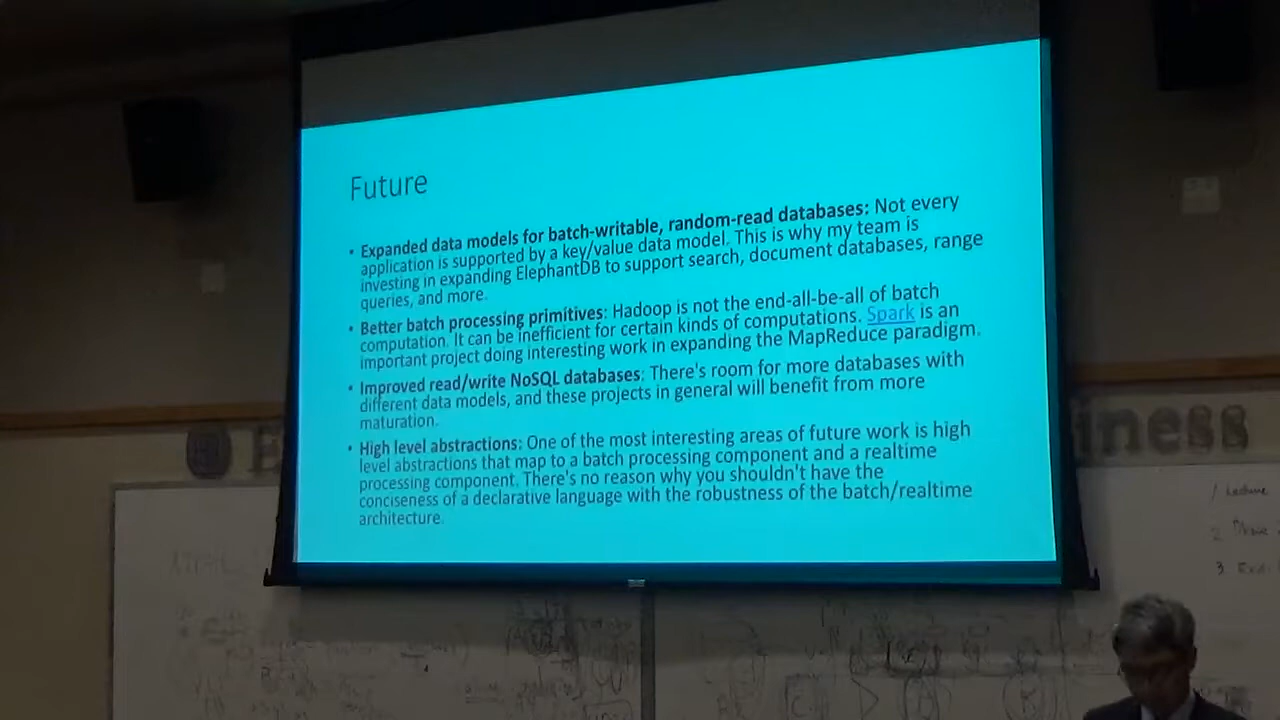 Future
• Expanded data models for batch-writable, random-read databases: Not every
application is supported by a key/value data model. This is why my team is
investing in expanding ElephantDB to support search, document databases, range
queries, and more.
• Better batch processing primitives: Hadoop is not the end-all-be-all of batch
computation. It can be inefficient for certain kinds of computations. Spark is an
important project doing interesting work in expanding the MapReduce paradigm.
• Improved read/write NoSQL databases: There's room for more databases with
different data models, and these projects in general will benefit from more
maturation.
• High level abstractions: One of the most interesting areas of future work is high
level abstractions that map to a batch processing component and a realtime
processing component. There's no reason why you shouldn't have the
conciseness of a declarative language with the robustness of the batch/realtime
architecture.
iness
1 Lecture
2
3.